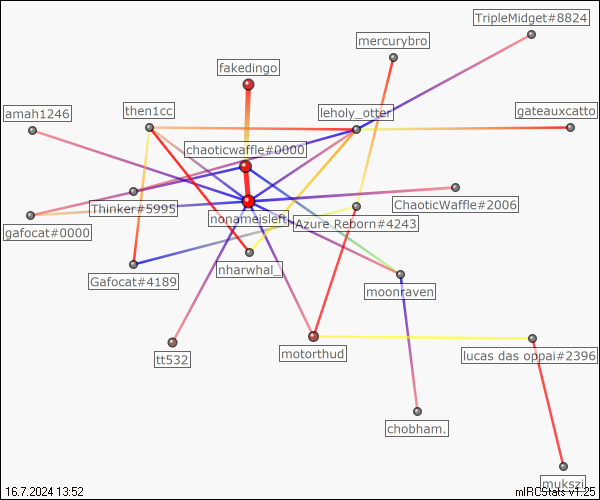 TripleMidget#8824
mercurybro
fakedingo
amah1246
then1cc
leholy_otter
gateauxcatto
chaoticwaffle#0000
Thinker#5995
ChaoticWaffle#2006
nonameisleft
Azure Reborn#4243
gafocat#0000
nharwhal_
Gafocat#4189
moonraven
tt532
motorthud
lucas das oppai#2396
chobham.
mukszi
16.7.2024 13:52
mIRCStats v1.25